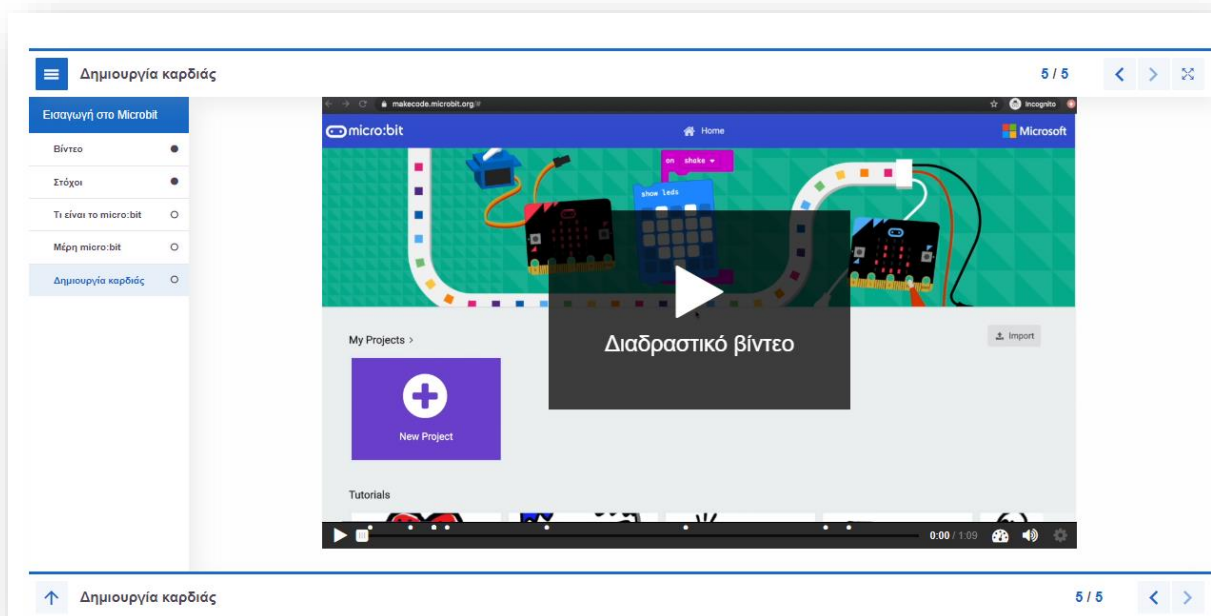 Δημιουργία καρδιάς
5 / 5
Εισαγωγή στο Microbit
Βίντεο
Στόχοι
Τι είναι το micro:bit
Μέρη micro:bit
Δημιουργία καρδιάς
makecode.microbit.org/#
Incognito
micro:bit
Home
Microsoft
on shake
show leds
Διαδραστικό βίντεο
My Projects >
Import
New Project
Tutorials
0:00 / 1:09
Δημιουργία καρδιάς
5 / 5